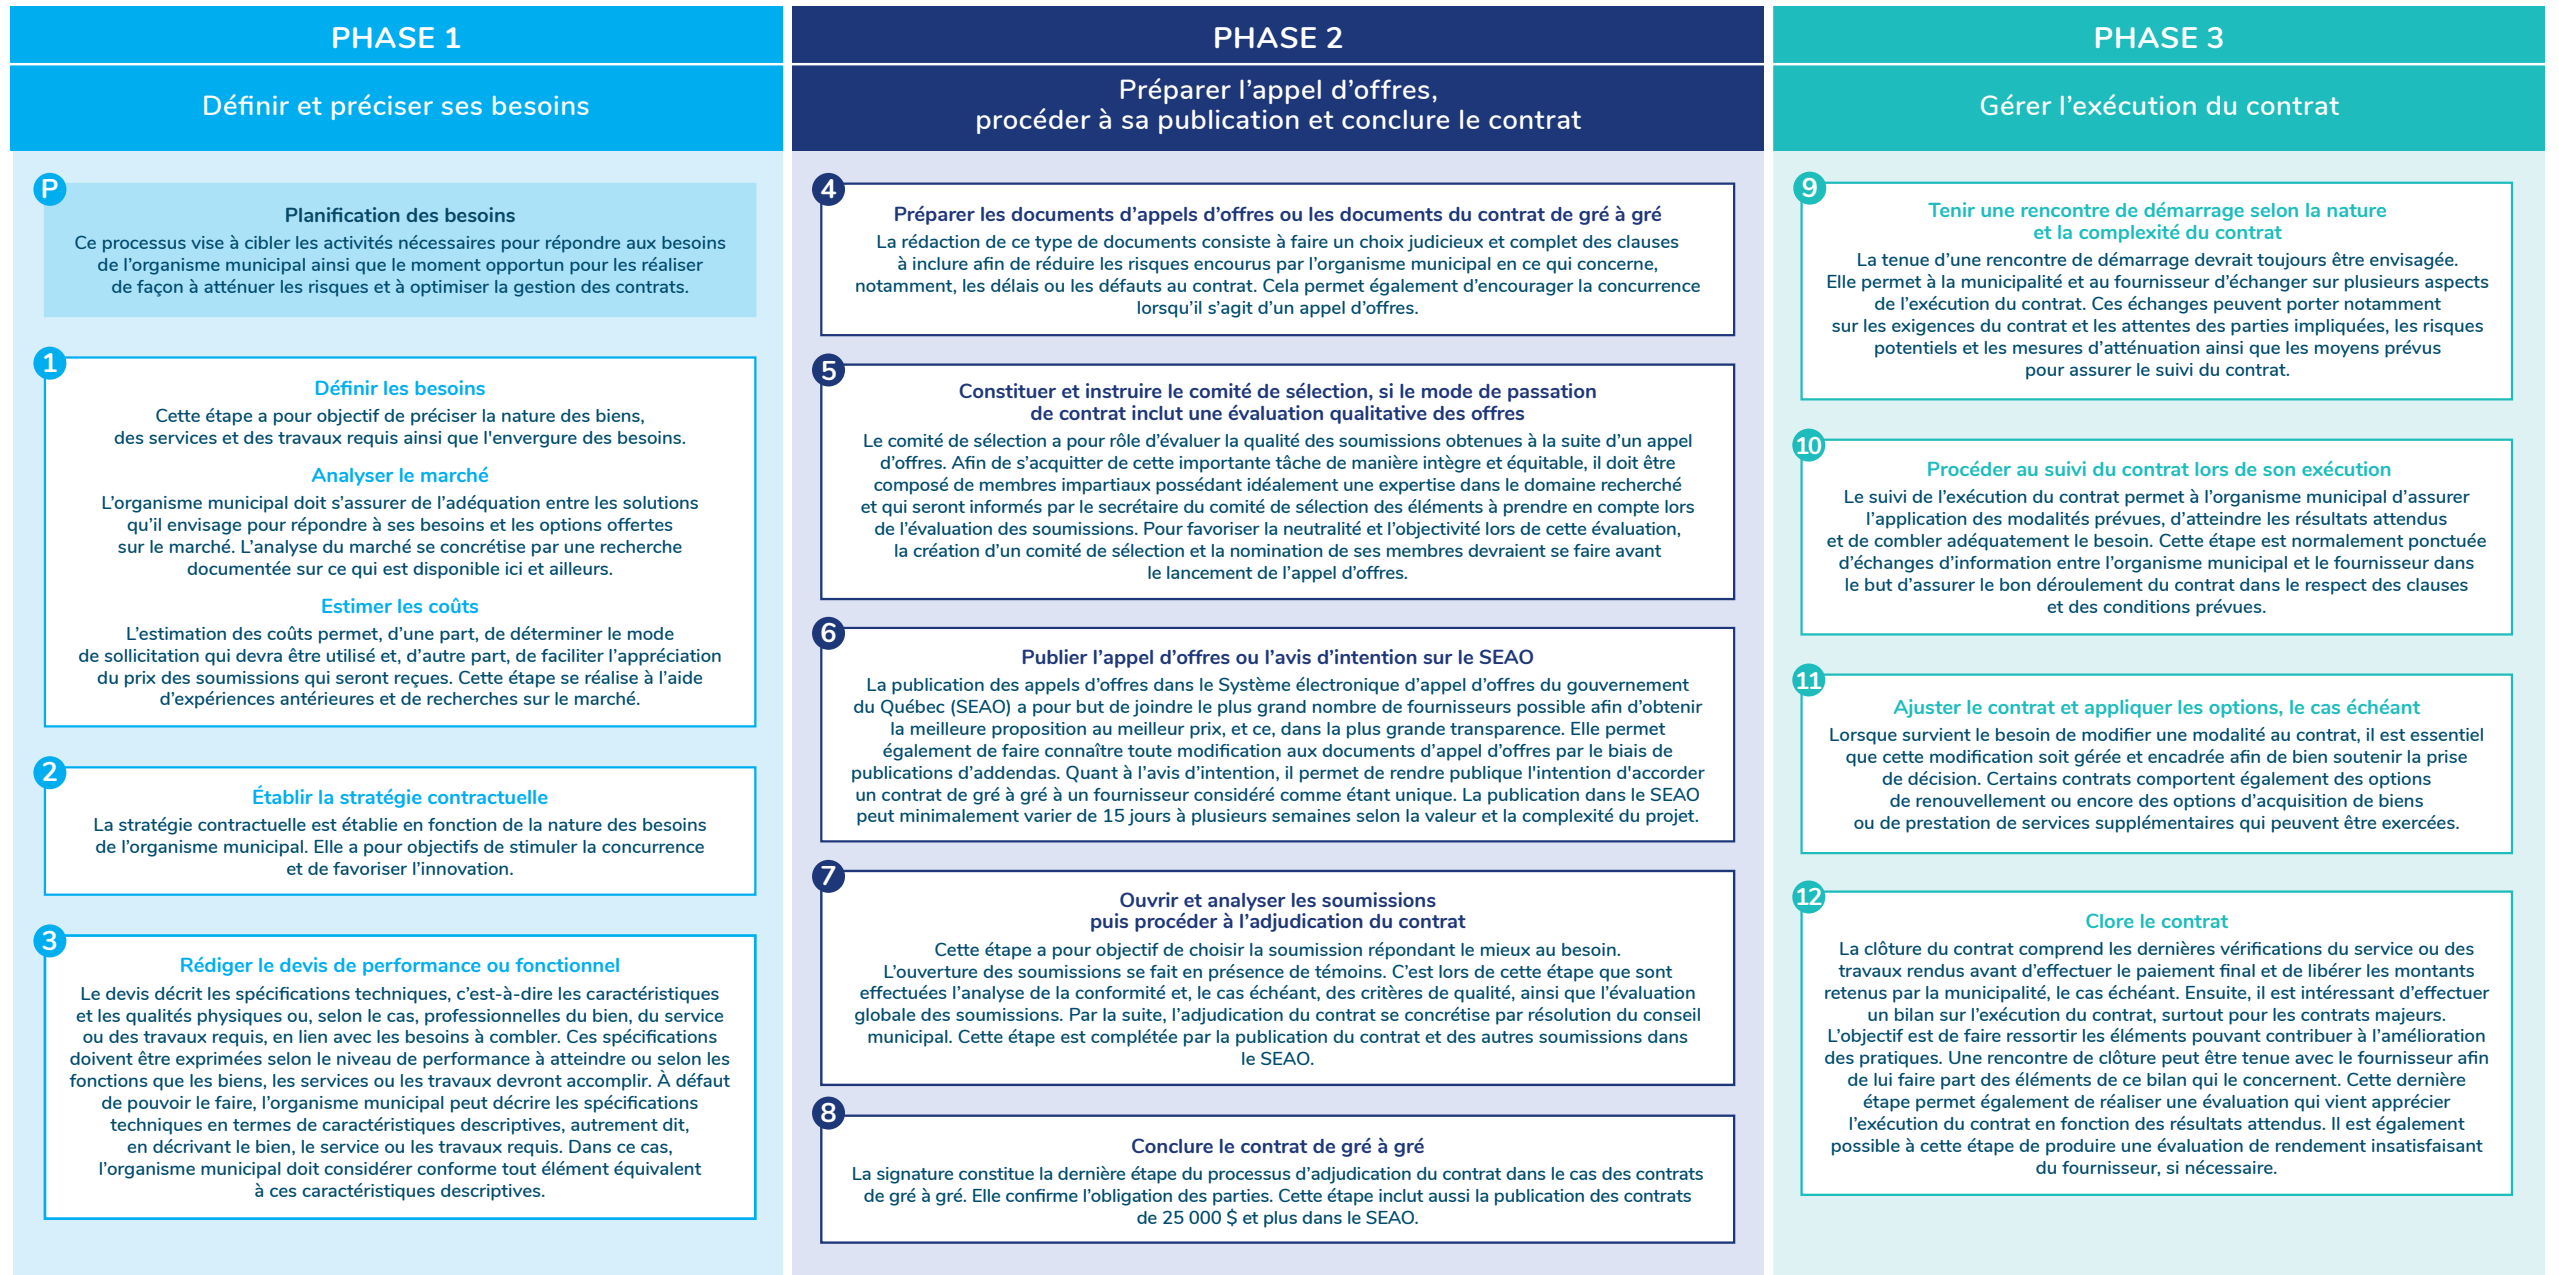 PHASE 1
Définir et préciser ses besoins
P
Planification des besoins
Ce processus vise à cibler les activités nécessaires pour répondre aux besoins
de l’organisme municipal ainsi que le moment opportun pour les réaliser
de façon à atténuer les risques et à optimiser la gestion des contrats.
1
Définir les besoins
Cette étape a pour objectif de préciser la nature des biens,
des services et des travaux requis ainsi que l'envergure des besoins.
Analyser le marché
L’organisme municipal doit s’assurer de l’adéquation entre les solutions
qu’il envisage pour répondre à ses besoins et les options offertes
sur le marché. L’analyse du marché se concrétise par une recherche
documentée sur ce qui est disponible ici et ailleurs.
Estimer les coûts
L’estimation des coûts permet, d’une part, de déterminer le mode
de sollicitation qui devra être utilisé et, d’autre part, de faciliter l’appréciation
du prix des soumissions qui seront reçues. Cette étape se réalise à l’aide
d’expériences antérieures et de recherches sur le marché.
2
Établir la stratégie contractuelle
La stratégie contractuelle est établie en fonction de la nature des besoins
de l’organisme municipal. Elle a pour objectifs de stimuler la concurrence
et de favoriser l’innovation.
3
Rédiger le devis de performance ou fonctionnel
Le devis décrit les spécifications techniques, c’est-à-dire les caractéristiques
et les qualités physiques ou, selon le cas, professionnelles du bien, du service
ou des travaux requis, en lien avec les besoins à combler. Ces spécifications
doivent être exprimées selon le niveau de performance à atteindre ou selon les
fonctions que les biens, les services ou les travaux devront accomplir. À défaut
de pouvoir le faire, l’organisme municipal peut décrire les spécifications
techniques en termes de caractéristiques descriptives, autrement dit,
en décrivant le bien, le service ou les travaux requis. Dans ce cas,
l’organisme municipal doit considérer conforme tout élément équivalent
à ces caractéristiques descriptives.
PHASE 2
Préparer l’appel d’offres,
procéder à sa publication et conclure le contrat
4
Préparer les documents d’appels d’offres ou les documents du contrat de gré à gré
La rédaction de ce type de documents consiste à faire un choix judicieux et complet des clauses
à inclure afin de réduire les risques encourus par l’organisme municipal en ce qui concerne,
notamment, les délais ou les défauts au contrat. Cela permet également d’encourager la concurrence
lorsqu’il s’agit d’un appel d’offres.
5
Constituer et instruire le comité de sélection, si le mode de passation
de contrat inclut une évaluation qualitative des offres
Le comité de sélection a pour rôle d’évaluer la qualité des soumissions obtenues à la suite d’un appel
d’offres. Afin de s’acquitter de cette importante tâche de manière intègre et équitable, il doit être
composé de membres impartiaux possédant idéalement une expertise dans le domaine recherché
et qui seront informés par le secrétaire du comité de sélection des éléments à prendre en compte lors
de l’évaluation des soumissions. Pour favoriser la neutralité et l’objectivité lors de cette évaluation,
la création d’un comité de sélection et la nomination de ses membres devraient se faire avant
le lancement de l’appel d’offres.
6
Publier l’appel d’offres ou l’avis d’intention sur le SEAO
La publication des appels d’offres dans le Système électronique d’appel d’offres du gouvernement
du Québec (SEAO) a pour but de joindre le plus grand nombre de fournisseurs possible afin d’obtenir
la meilleure proposition au meilleur prix, et ce, dans la plus grande transparence. Elle permet
également de faire connaître toute modification aux documents d’appel d’offres par le biais de
publications d’addendas. Quant à l’avis d’intention, il permet de rendre publique l'intention d'accorder
un contrat de gré à gré à un fournisseur considéré comme étant unique. La publication dans le SEAO
peut minimalement varier de 15 jours à plusieurs semaines selon la valeur et la complexité du projet.
7
Ouvrir et analyser les soumissions
puis procéder à l’adjudication du contrat
Cette étape a pour objectif de choisir la soumission répondant le mieux au besoin.
L’ouverture des soumissions se fait en présence de témoins. C’est lors de cette étape que sont
effectuées l’analyse de la conformité et, le cas échéant, des critères de qualité, ainsi que l’évaluation
globale des soumissions. Par la suite, l’adjudication du contrat se concrétise par résolution du conseil
municipal. Cette étape est complétée par la publication du contrat et des autres soumissions dans
le SEAO.
8
Conclure le contrat de gré à gré
La signature constitue la dernière étape du processus d’adjudication du contrat dans le cas des contrats
de gré à gré. Elle confirme l’obligation des parties. Cette étape inclut aussi la publication des contrats
de 25 000 $ et plus dans le SEAO.
PHASE 3
Gérer l’exécution du contrat
9
Tenir une rencontre de démarrage selon la nature
et la complexité du contrat
La tenue d’une rencontre de démarrage devrait toujours être envisagée.
Elle permet à la municipalité et au fournisseur d’échanger sur plusieurs aspects
de l’exécution du contrat. Ces échanges peuvent porter notamment
sur les exigences du contrat et les attentes des parties impliquées, les risques
potentiels et les mesures d’atténuation ainsi que les moyens prévus
pour assurer le suivi du contrat.
10
Procéder au suivi du contrat lors de son exécution
Le suivi de l’exécution du contrat permet à l’organisme municipal d’assurer
l’application des modalités prévues, d’atteindre les résultats attendus
et de combler adéquatement le besoin. Cette étape est normalement ponctuée
d’échanges d’information entre l’organisme municipal et le fournisseur dans
le but d’assurer le bon déroulement du contrat dans le respect des clauses
et des conditions prévues.
11
Ajuster le contrat et appliquer les options, le cas échéant
Lorsque survient le besoin de modifier une modalité au contrat, il est essentiel
que cette modification soit gérée et encadrée afin de bien soutenir la prise
de décision. Certains contrats comportent également des options
de renouvellement ou encore des options d’acquisition de biens
ou de prestation de services supplémentaires qui peuvent être exercées.
12
Clore le contrat
La clôture du contrat comprend les dernières vérifications du service ou des
travaux rendus avant d’effectuer le paiement final et de libérer les montants
retenus par la municipalité, le cas échéant. Ensuite, il est intéressant d’effectuer
un bilan sur l’exécution du contrat, surtout pour les contrats majeurs.
L’objectif est de faire ressortir les éléments pouvant contribuer à l’amélioration
des pratiques. Une rencontre de clôture peut être tenue avec le fournisseur afin
de lui faire part des éléments de ce bilan qui le concernent. Cette dernière
étape permet également de réaliser une évaluation qui vient apprécier
l’exécution du contrat en fonction des résultats attendus. Il est également
possible à cette étape de produire une évaluation de rendement insatisfaisant
du fournisseur, si nécessaire.